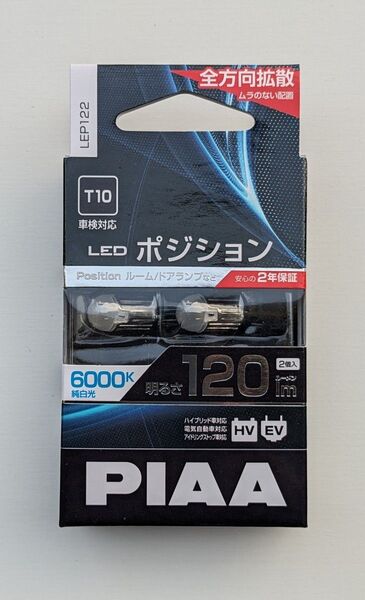 全方向拡散
ムラのない配置
LEP122
T10
車検対応
LED ポジション
Position ルーム/ドアランプなど
安心の2年保証
6000K
純白光
明るさ 120 ルーメン lm
2個入
ハイブリッド車対応
電気自動車対応
アイドリングストップ車対応
HV EV
PIAA